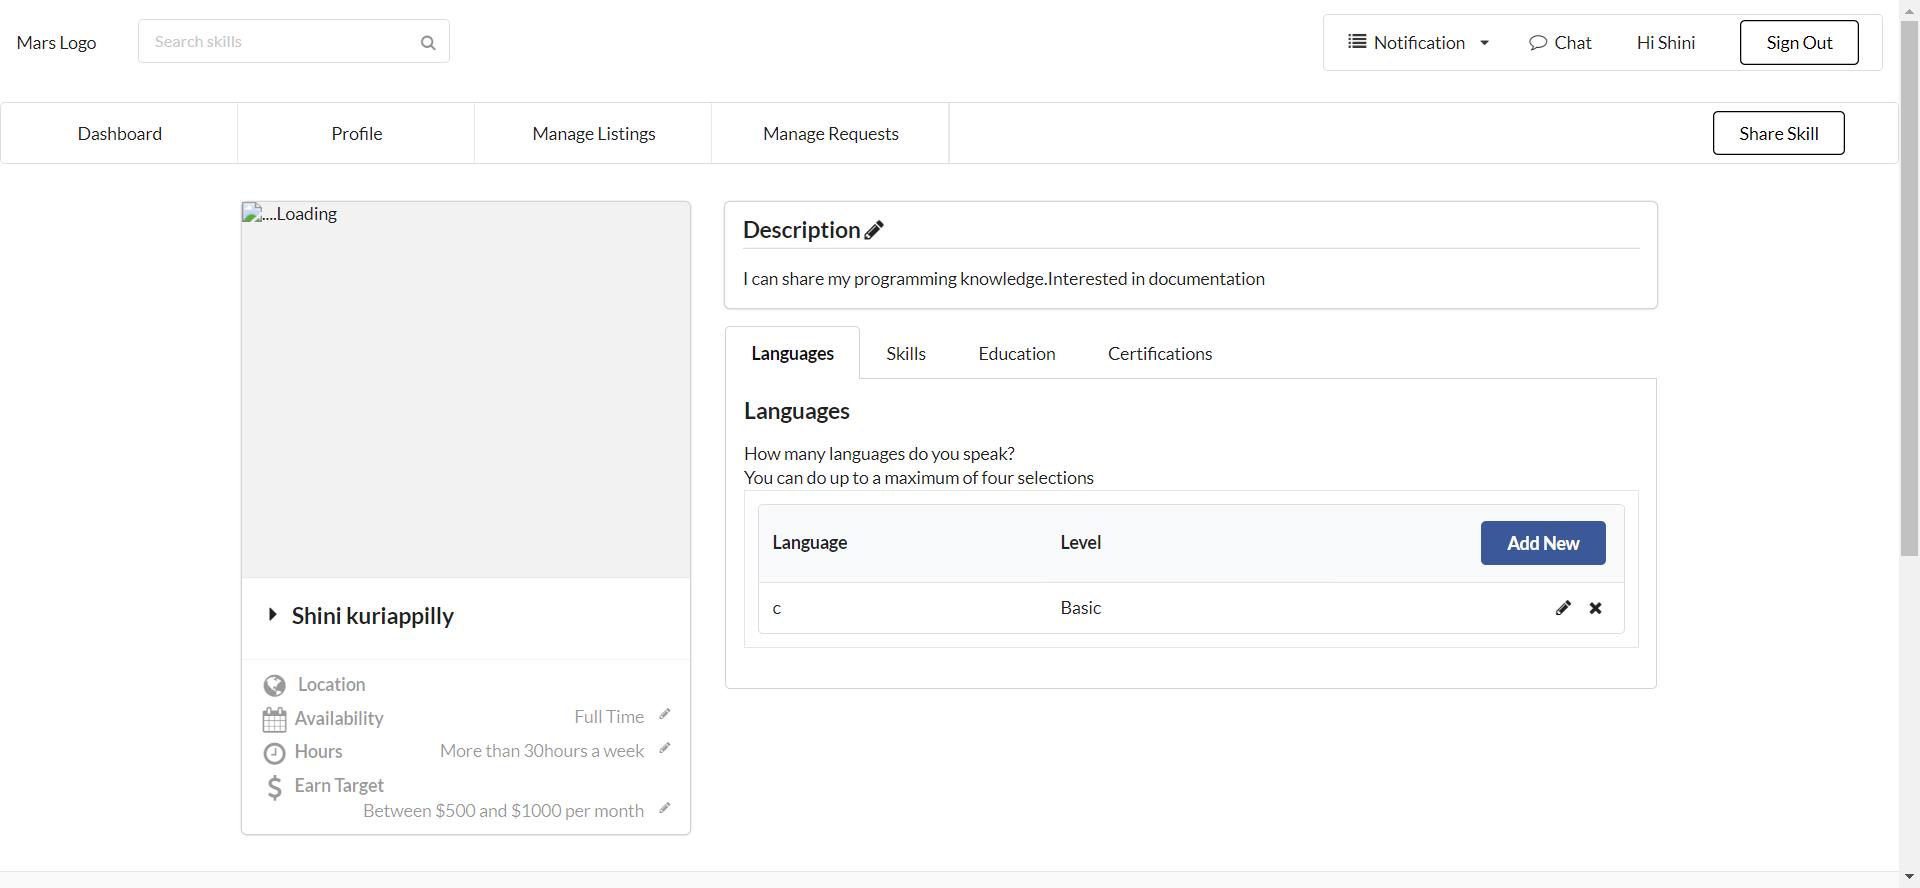 Mars Logo
Search skills
Notification
Chat
Hi Shini
Sign Out
Dashboard
Profile
Manage Listings
Manage Requests
Share Skill
....Loading
Shini kuriappilly
Location
Availability
Full Time
Hours
More than 30hours a week
Earn Target
Between $500 and $1000 per month
Description
I can share my programming knowledge.Interested in documentation
Languages
Skills
Education
Certifications
Languages
How many languages do you speak?
You can do up to a maximum of four selections
Language
Level
Add New
c
Basic